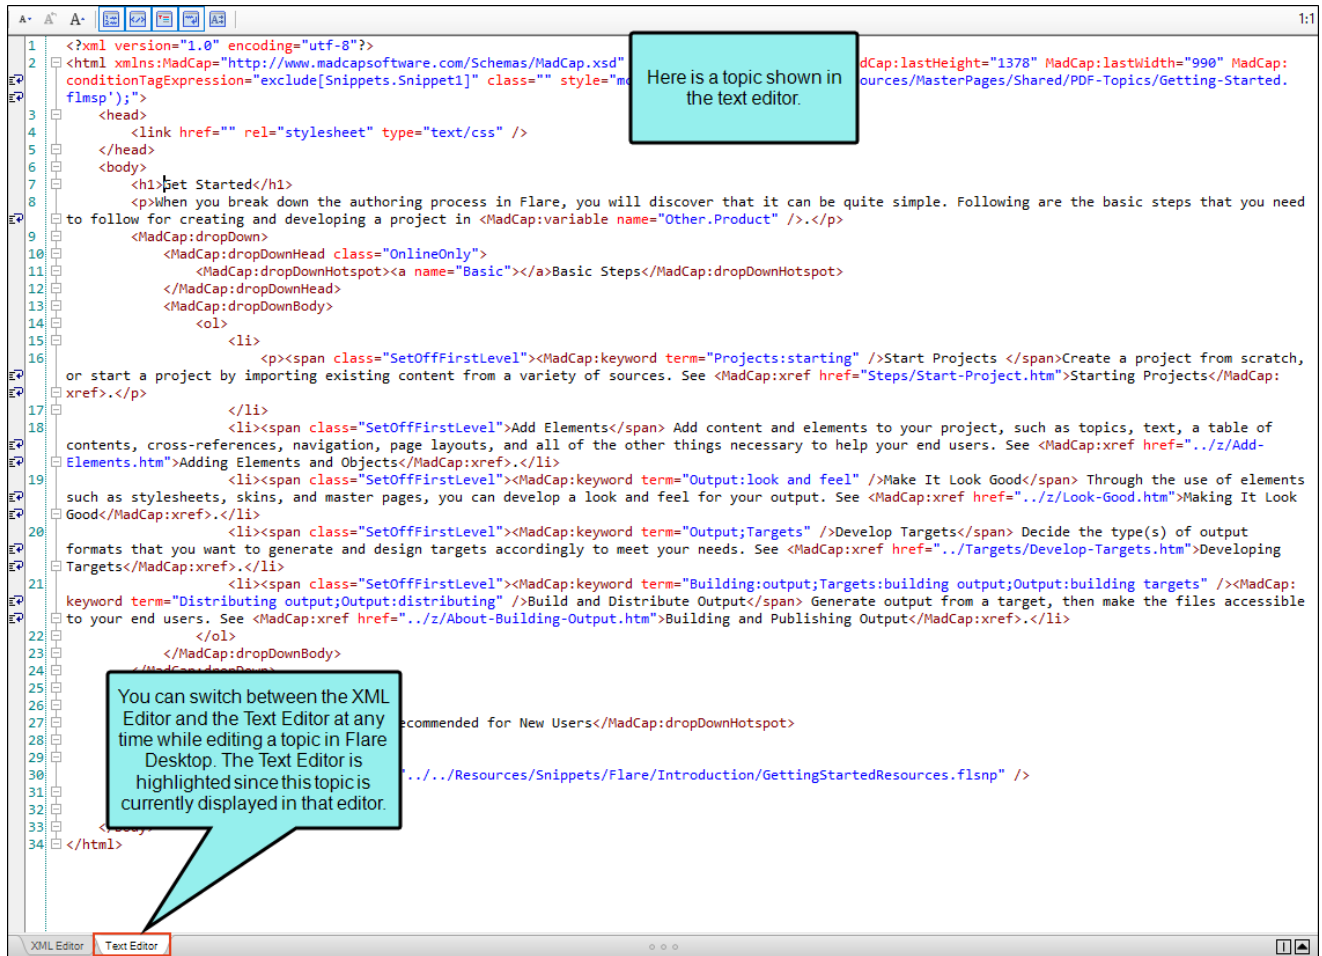 A- A A- 1:1
1 <?xml version="1.0" encoding="utf-8"?>
2 <html xmlns:MadCap="http://www.madcapsoftware.com/Schemas/MadCap.xsd" dCap:lastHeight="1378" MadCap:lastWidth="990" MadCap:
conditionTagExpression="exclude[Snippets.Snippet1]" class="" style="m ources/MasterPages/Shared/PDF-Topics/Getting-Started.
flmsp');">
Here is a topic shown in
the text editor.
3 <head>
4 <link href="" rel="stylesheet" type="text/css" />
5 </head>
6 <body>
7 <h1>Get Started</h1>
8 <p>When you break down the authoring process in Flare, you will discover that it can be quite simple. Following are the basic steps that you need
to follow for creating and developing a project in <MadCap:variable name="Other.Product" />.</p>
9 <MadCap:dropDown>
10 <MadCap:dropDownHead class="OnlineOnly">
11 <MadCap:dropDownHotspot><a name="Basic"></a>Basic Steps</MadCap:dropDownHotspot>
12 </MadCap:dropDownHead>
13 <MadCap:dropDownBody>
14 <ol>
15 <li>
16 <p><span class="SetOffFirstLevel"><MadCap:keyword term="Projects:starting" />Start Projects </span>Create a project from scratch,
or start a project by importing existing content from a variety of sources. See <MadCap:xref href="Steps/Start-Project.htm">Starting Projects</MadCap:
xref>.</p>
17 </li>
18 <li><span class="SetOffFirstLevel">Add Elements</span> Add content and elements to your project, such as topics, text, a table of
contents, cross-references, navigation, page layouts, and all of the other things necessary to help your end users. See <MadCap:xref href="../z/Add-
Elements.htm">Adding Elements and Objects</MadCap:xref>.</li>
19 <li><span class="SetOffFirstLevel"><MadCap:keyword term="Output:look and feel" />Make It Look Good</span> Through the use of elements
such as stylesheets, skins, and master pages, you can develop a look and feel for your output. See <MadCap:xref href="../z/Look-Good.htm">Making It Look
Good</MadCap:xref>.</li>
20 <li><span class="SetOffFirstLevel"><MadCap:keyword term="Output;Targets" />Develop Targets</span> Decide the type(s) of output
formats that you want to generate and design targets accordingly to meet your needs. See <MadCap:xref href="../Targets/Develop-Targets.htm">Developing
Targets</MadCap:xref>.</li>
21 <li><span class="SetOffFirstLevel"><MadCap:keyword term="Building:output;Targets:building output;Output:building targets" /><MadCap:
keyword term="Distributing output;Output:distributing" />Build and Distribute Output</span> Generate output from a target, then make the files accessible
to your end users. See <MadCap:xref href="../z/About-Building-Output.htm">Building and Publishing Output</MadCap:xref>.</li>
22 </ol>
23 </MadCap:dropDownBody>
24 </MadCap:dropDown>
25
26
27 ecommended for New Users</MadCap:dropDownHotspot>
28
29
30 "../../Resources/Snippets/Flare/Introduction/GettingStartedResources.flsnp" />
31
32
33 </body>
34 </html>
You can switch between the XML
Editor and the Text Editor at any
time while editing a topic in Flare
Desktop. The Text Editor is
highlighted since this topic is
currently displayed in that editor.
XML Editor Text Editor